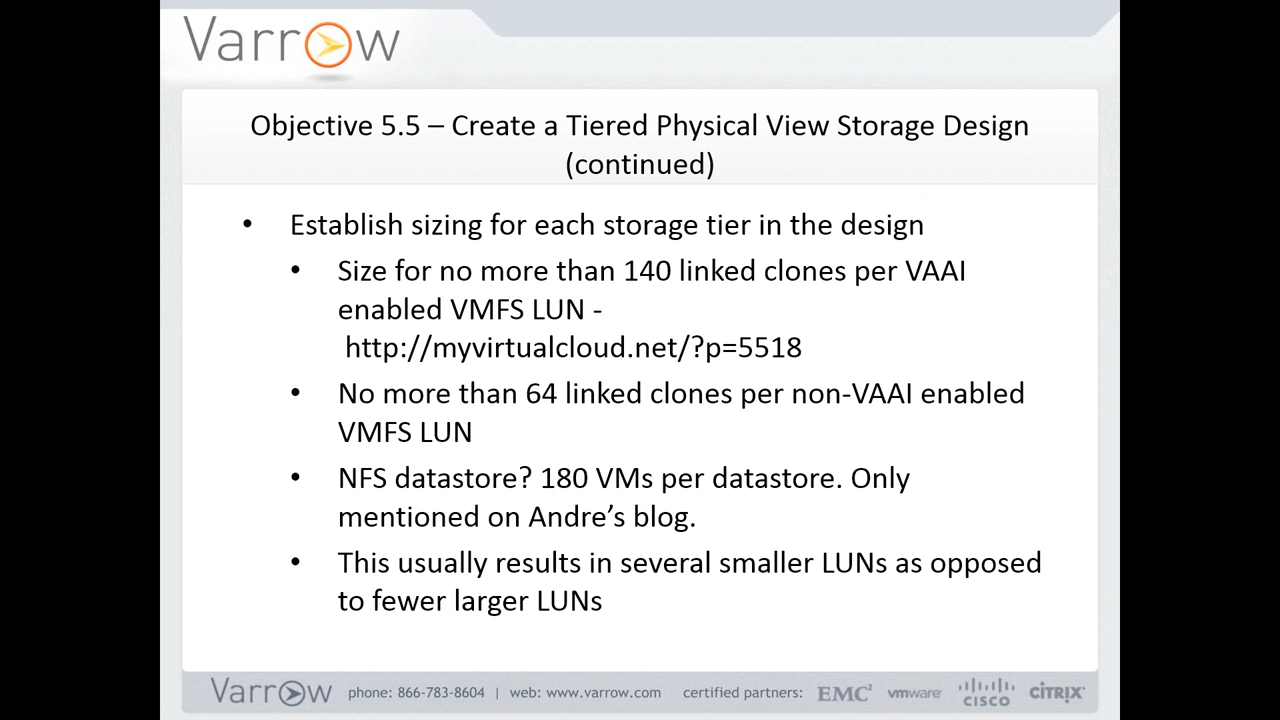 Varrow
Objective 5.5 – Create a Tiered Physical View Storage Design
(continued)
• Establish sizing for each storage tier in the design
• Size for no more than 140 linked clones per VAAI
enabled VMFS LUN -
http://myvirtualcloud.net/?p=5518
• No more than 64 linked clones per non-VAAI enabled
VMFS LUN
• NFS datastore? 180 VMs per datastore. Only
mentioned on Andre’s blog.
• This usually results in several smaller LUNs as opposed
to fewer larger LUNs
Varrow phone: 866-783-8604 | web: www.varrow.com certified partners: EMC² vmware CISCO CITRIX